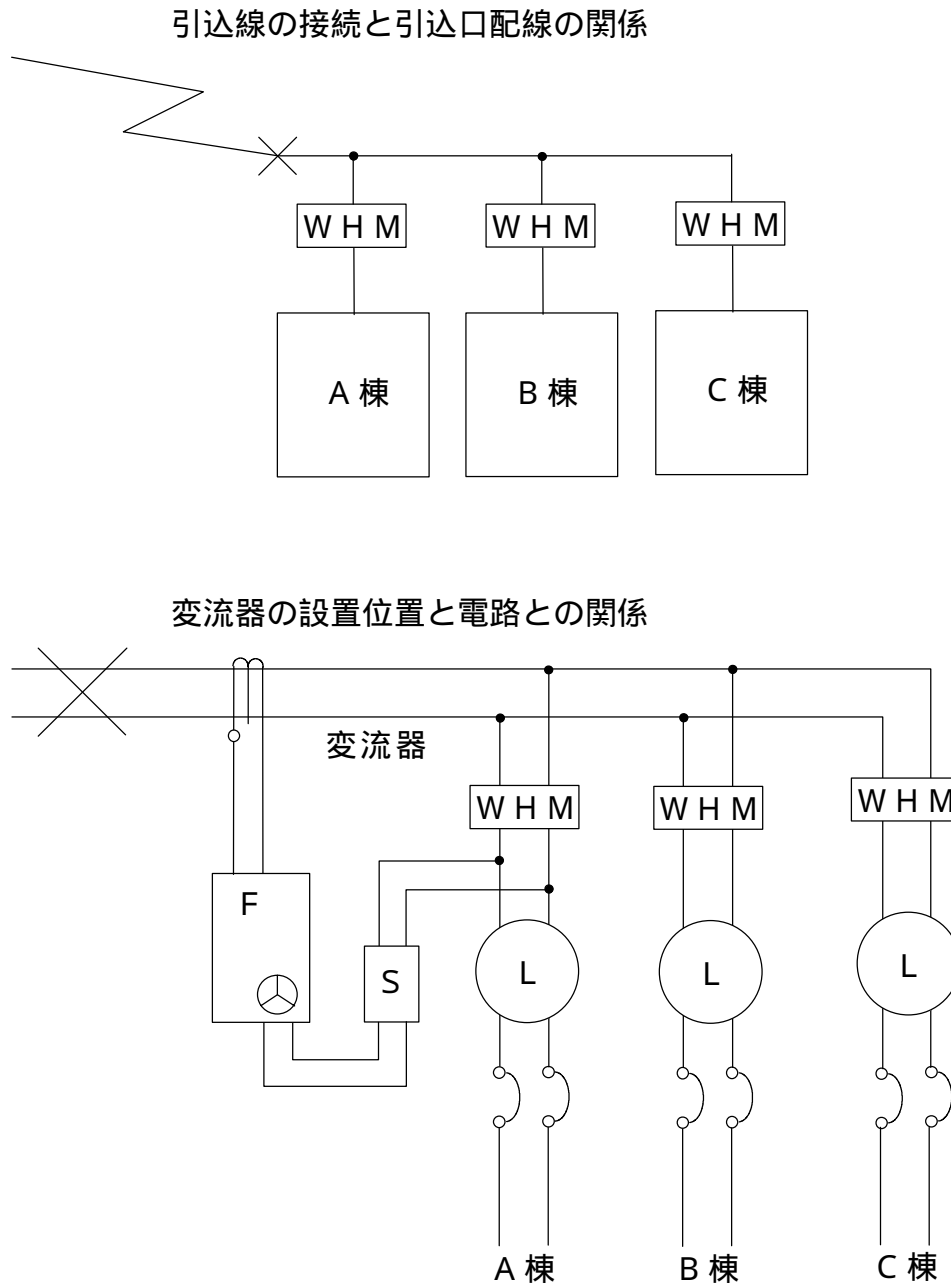 引込線の接続と引込口配線の関係
WHM WHM WHM
A 棟 B 棟 C 棟
変流器の設置位置と電路との関係
変流器
WHM WHM WHM
F
S L L L
A 棟 B 棟 C 棟